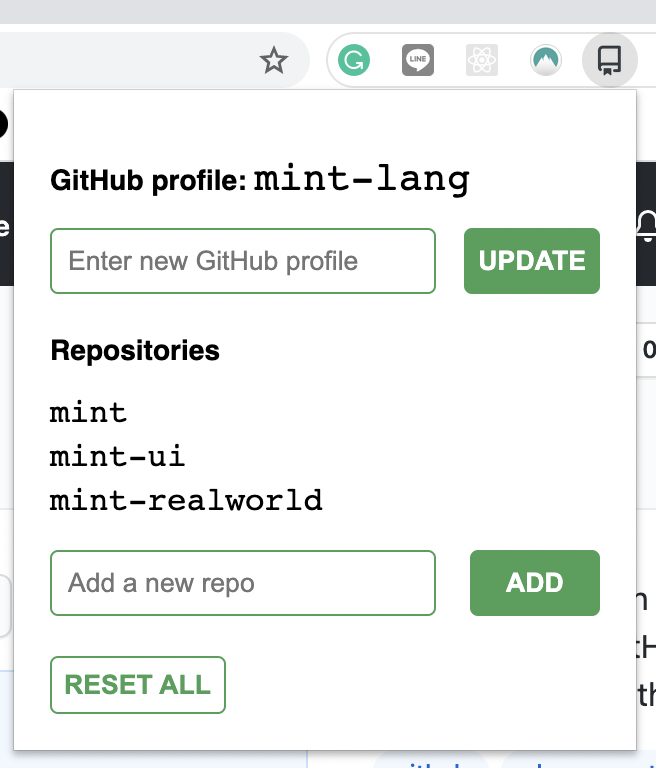 LINE
GitHub profile: mint-lang
Enter new GitHub profile
UPDATE
Repositories
mint
mint-ui
mint-realworld
Add a new repo
ADD
RESET ALL